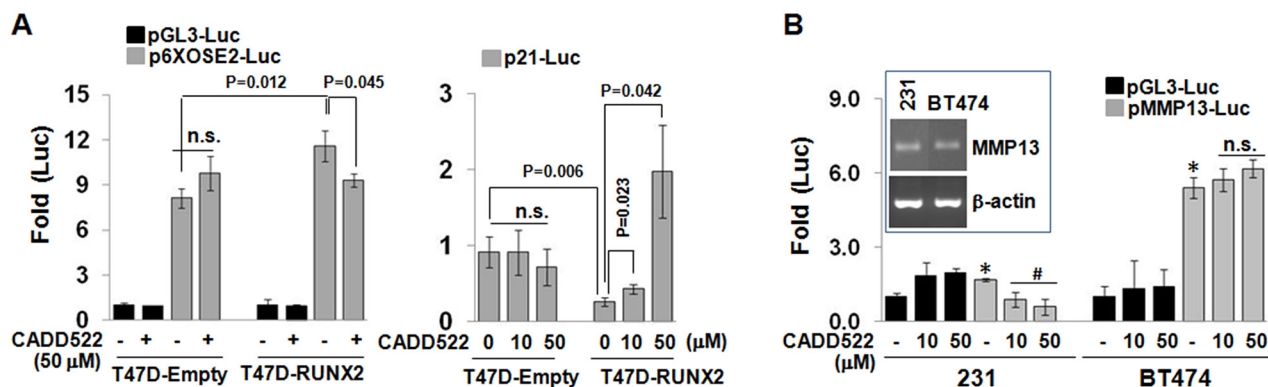 A
pGL3-Luc
p6XOSE2-Luc
Fold (Luc)
15
12
9
6
3
0
P=0.012
P=0.045
n.s.
CADD522
(50 μM)
- + - + - + - +
T47D-Empty T47D-RUNX2
p21-Luc
3
2
1
0
P=0.042
P=0.006
P=0.023
n.s.
CADD522 0 10 50 0 10 50 (μM)
T47D-Empty T47D-RUNX2
B
pGL3-Luc
pMMP13-Luc
Fold (Luc)
9.0
6.0
3.0
0.0
231 BT474
MMP13
β-actin
* #
* n.s.
CADD522
(μM)
- 10 50 - 10 50 - 10 50 - 10 50
231 BT474